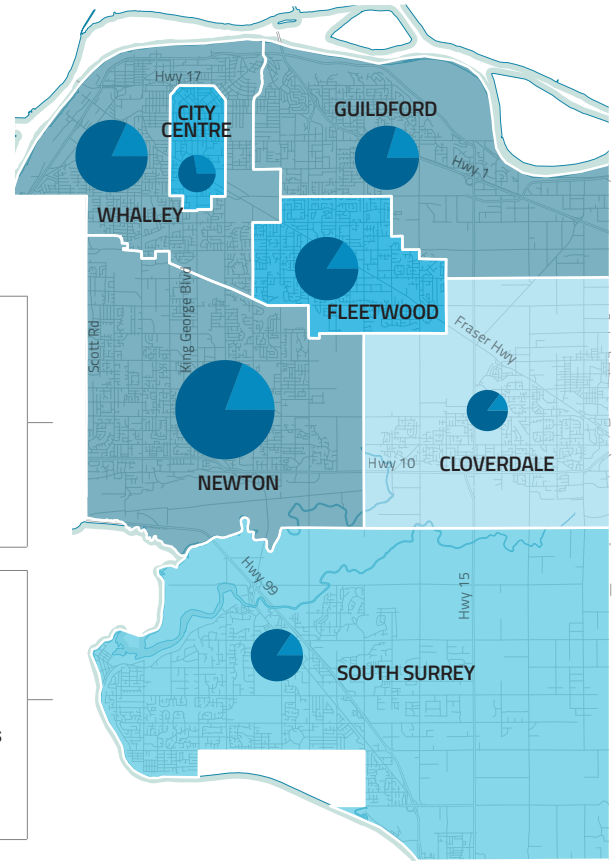 Hwy 17
CITY
CENTRE
GUILDFORD
Hwy 1
WHALLEY
King George Blvd
FLEETWOOD
Scott Rd
Fraser Hwy
Hwy 10
CLOVERDALE
NEWTON
Hwy 99
Hwy 15
SOUTH SURREY
s